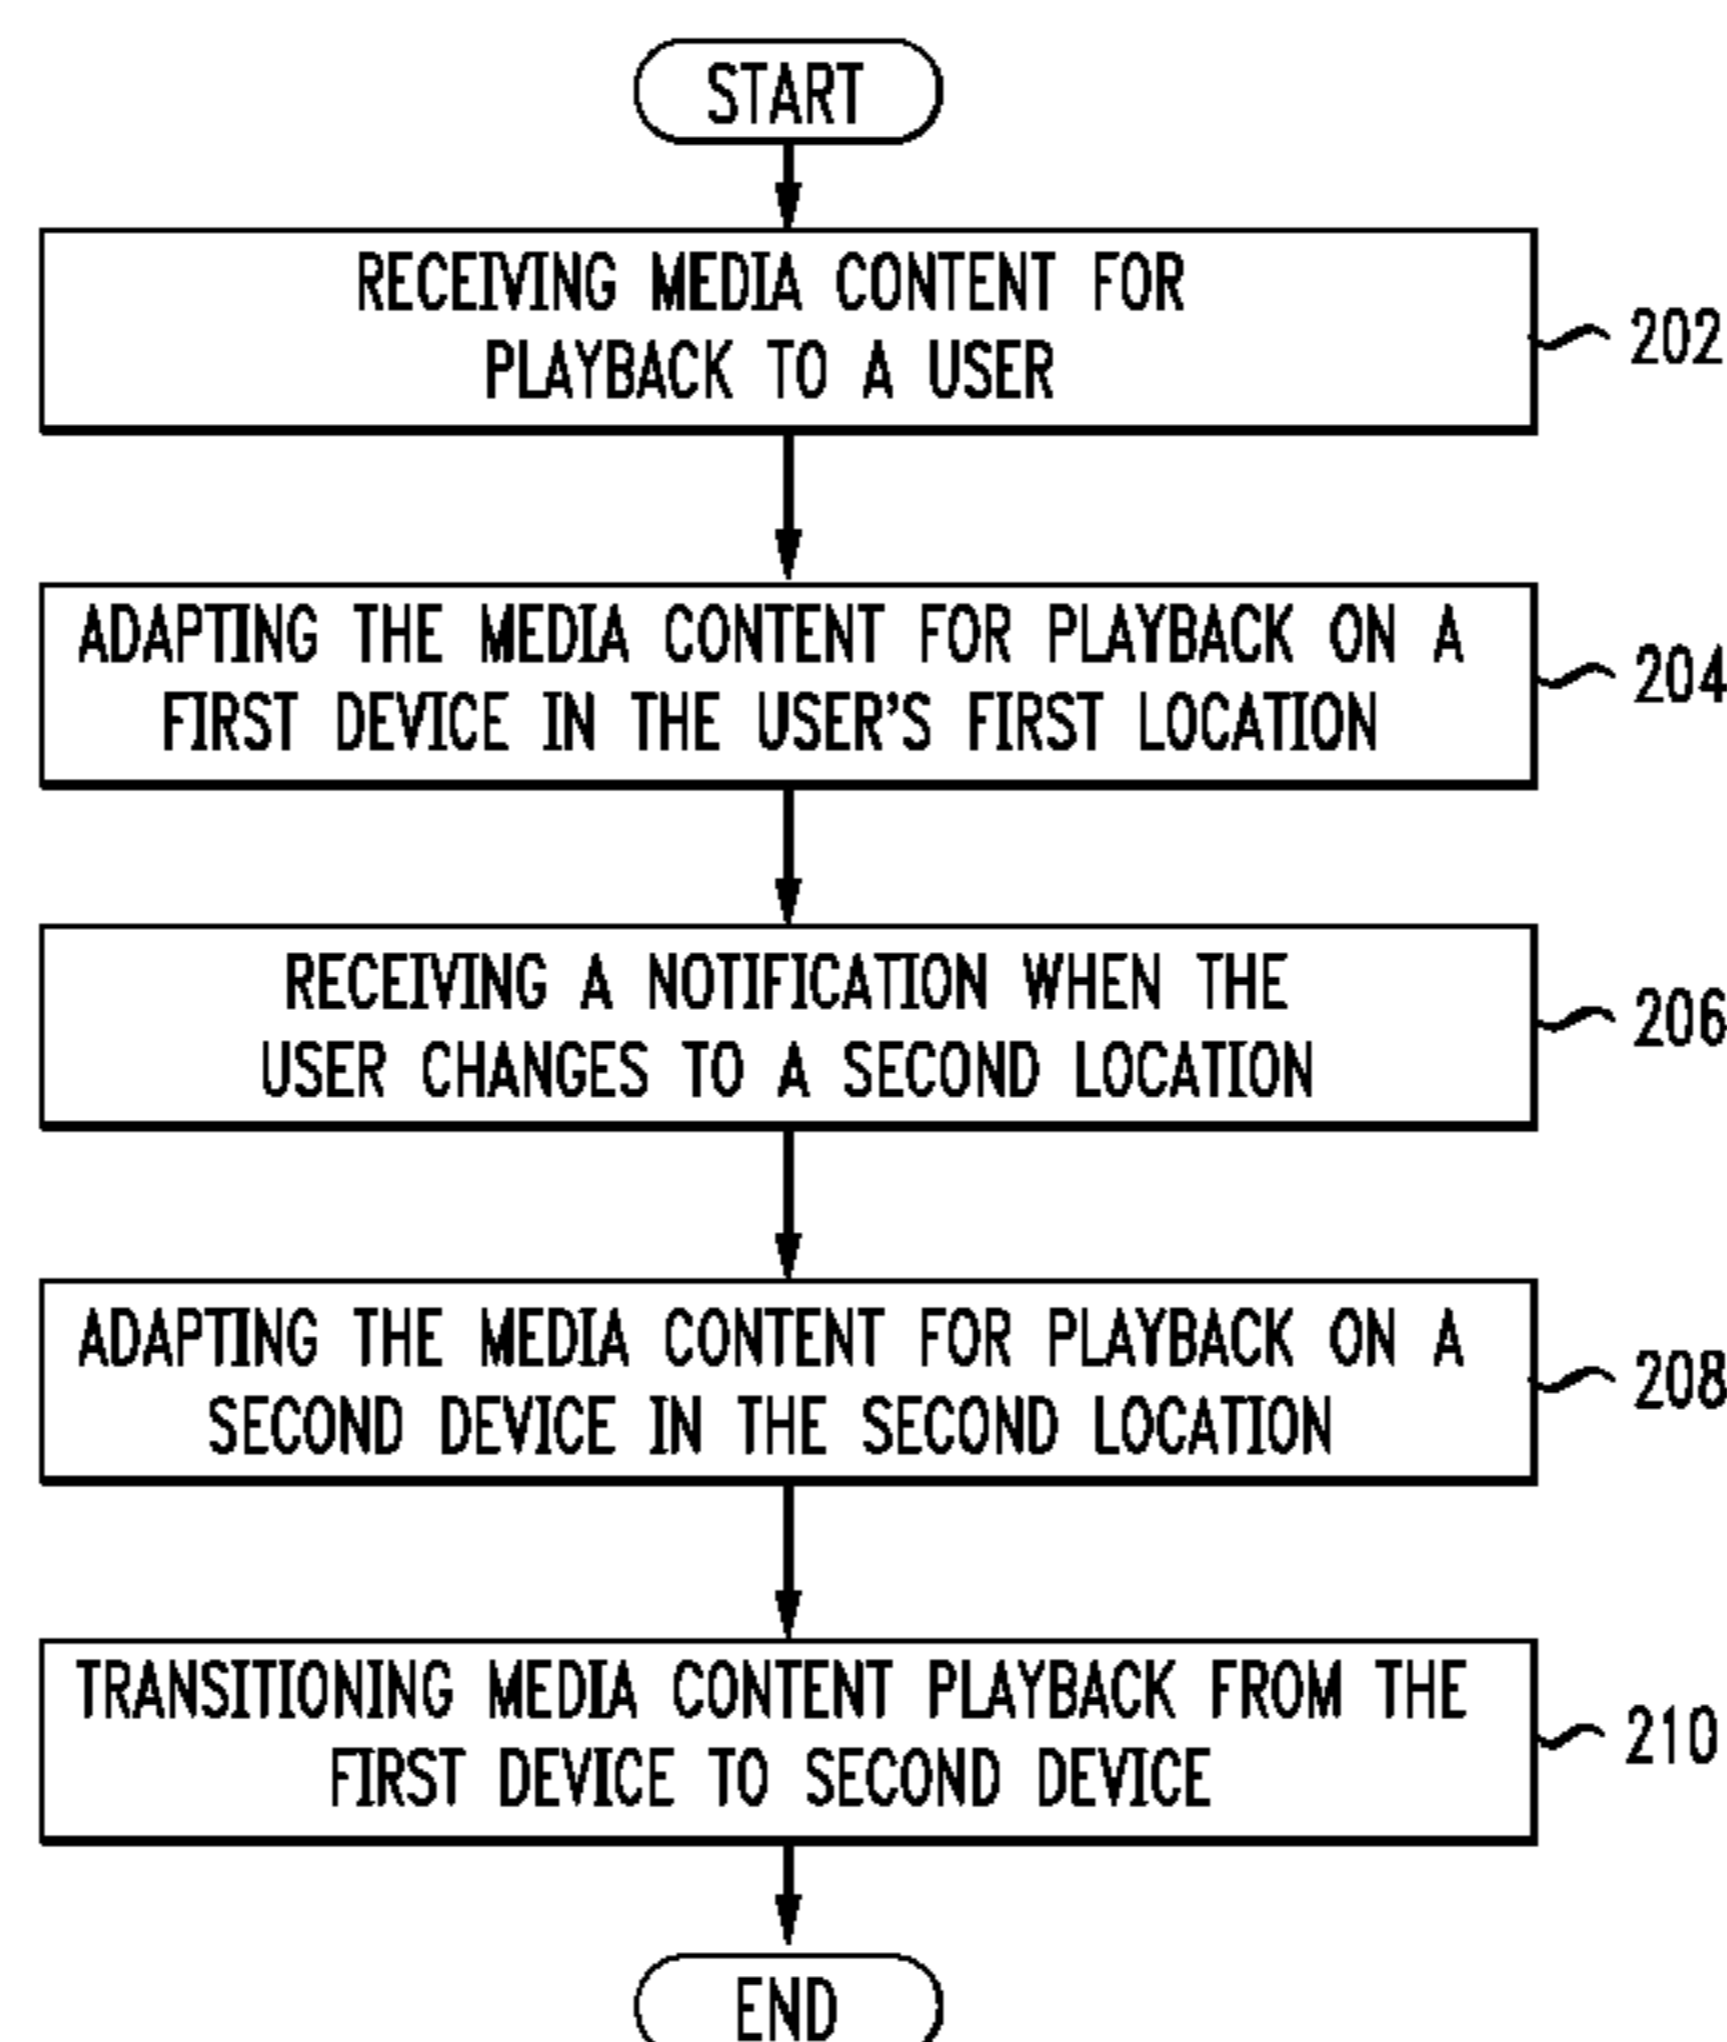 START
RECEIVING MEDIA CONTENT FOR
PLAYBACK TO A USER
202
ADAPTING THE MEDIA CONTENT FOR PLAYBACK ON A
FIRST DEVICE IN THE USER'S FIRST LOCATION
204
RECEIVING A NOTIFICATION WHEN THE
USER CHANGES TO A SECOND LOCATION
206
ADAPTING THE MEDIA CONTENT FOR PLAYBACK ON A
SECOND DEVICE IN THE SECOND LOCATION
208
TRANSITIONING MEDIA CONTENT PLAYBACK FROM THE
FIRST DEVICE TO SECOND DEVICE
210
END